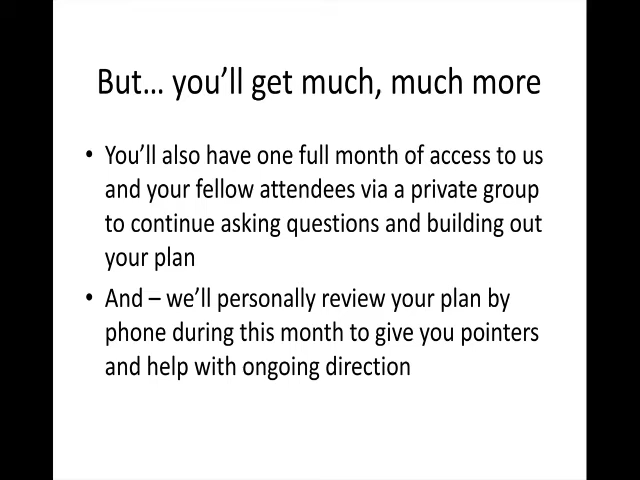 But... you'll get much, much more
• You'll also have one full month of access to us
and your fellow attendees via a private group
to continue asking questions and building out
your plan
• And – we'll personally review your plan by
phone during this month to give you pointers
and help with ongoing direction